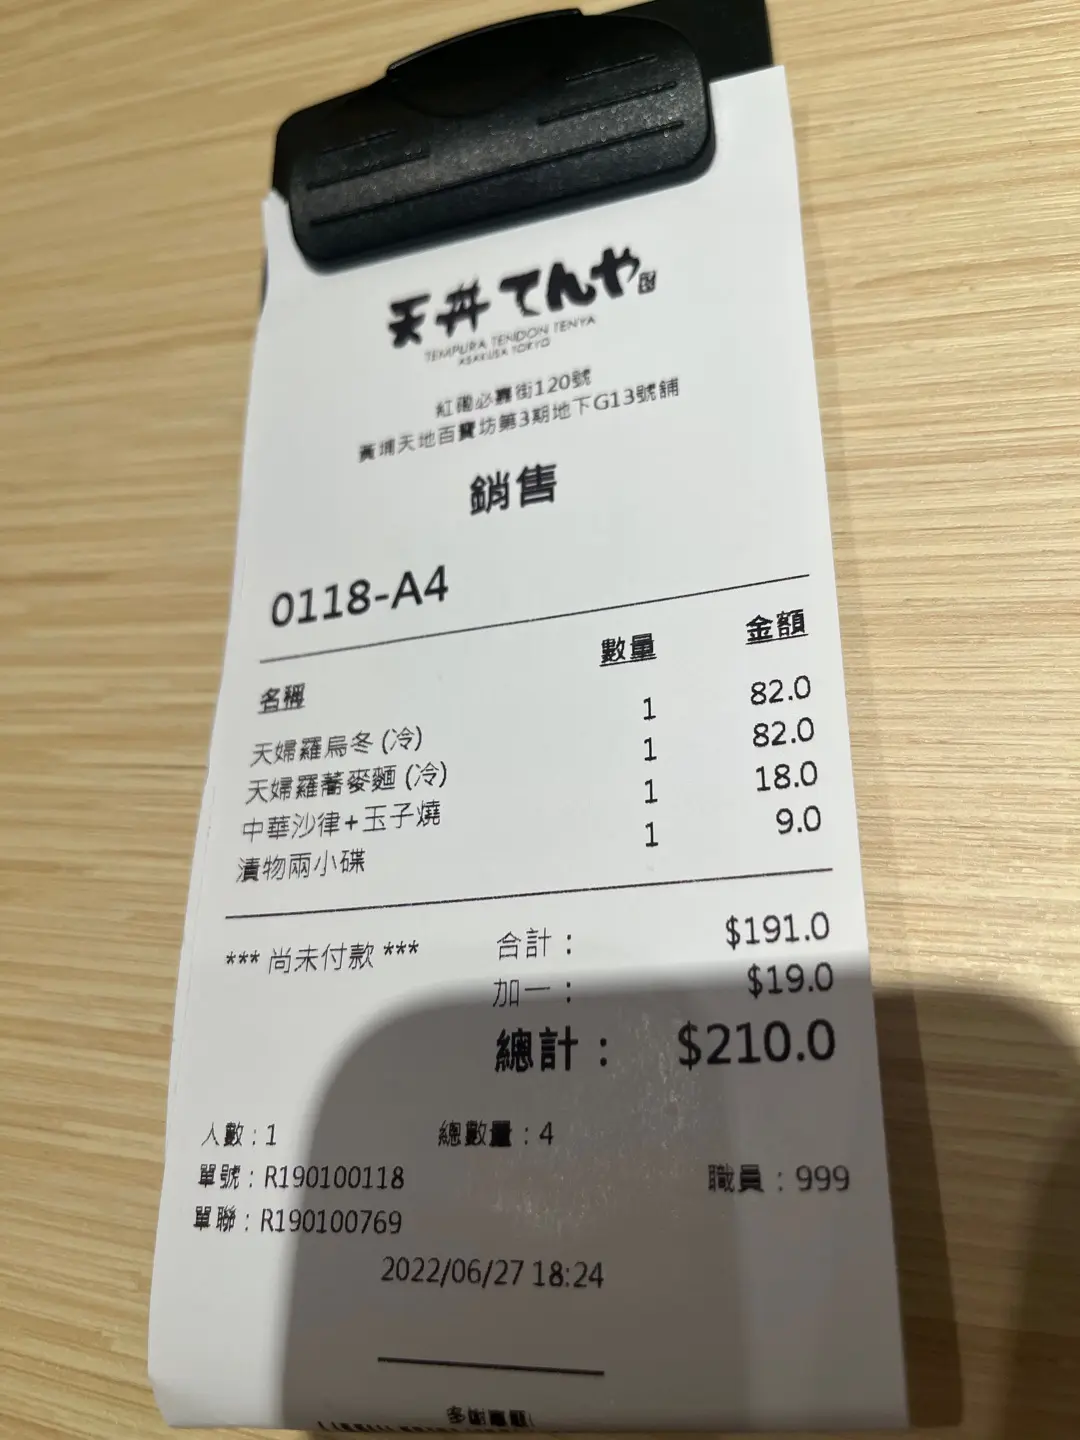 天丼てんや
TEMPURA TENDON TENYA
ASAKUSA TOKYO
紅磡必嘉街120號
黃埔天地百寶坊第3期地下G13號舖
銷售
0118-A4
名稱 數量 金額
天婦羅烏冬 (冷) 1 82.0
天婦羅蕎麥麵 (冷) 1 82.0
中華沙律+玉子燒 1 18.0
漬物兩小碟 1 9.0
*** 尚未付款 *** 合計： $191.0
加一： $19.0
總計： $210.0
人數：1 總數量：4
單號：R190100118 職員：999
單聯：R190100769
2022/06/27 18:24
多謝惠顧